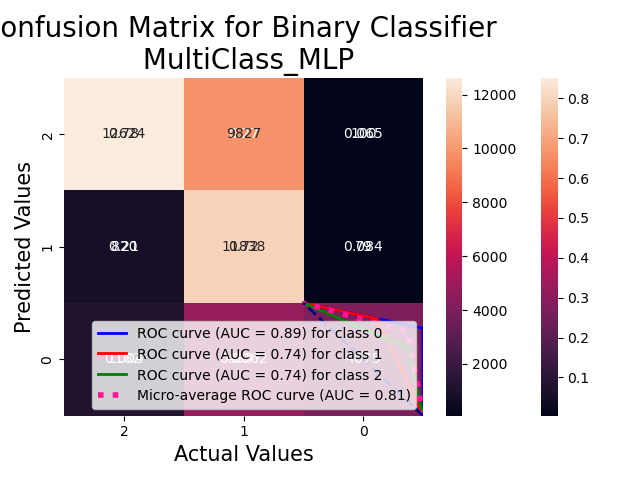 onfusion Matrix for Binary Classifier
MultiClass_MLP
Predicted Values
2
9827
1
0
ROC curve (AUC = 0.89) for class 0
ROC curve (AUC = 0.74) for class 1
ROC curve (AUC = 0.74) for class 2
Micro-average ROC curve (AUC = 0.81)
2 1 0
Actual Values
12000
10000
8000
6000
4000
2000
0.8
0.7
0.6
0.5
0.4
0.3
0.2
0.1